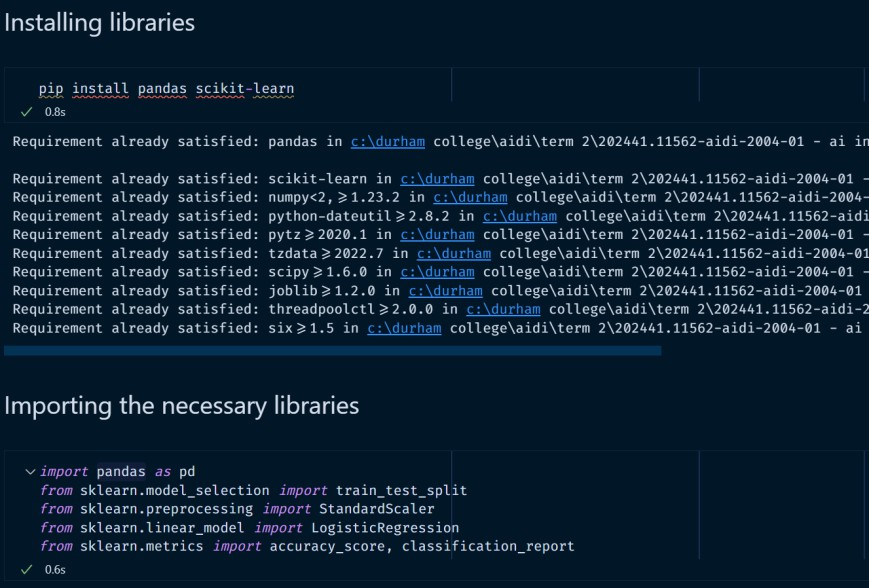 Installing libraries
pip install pandas scikit-learn
0.8s
Requirement already satisfied: pandas in c:\durham college\aidi\term 2\202441.11562-aidi-2004-01 - ai in
Requirement already satisfied: scikit-learn in c:\durham college\aidi\term 2\202441.11562-aidi-2004-01 -
Requirement already satisfied: numpy<2,≥1.23.2 in c:\durham college\aidi\term 2\202441.11562-aidi-2004-
Requirement already satisfied: python-dateutil≥2.8.2 in c:\durham college\aidi\term 2\202441.11562-aidi
Requirement already satisfied: pytz≥2020.1 in c:\durham college\aidi\term 2\202441.11562-aidi-2004-01 -
Requirement already satisfied: tzdata≥2022.7 in c:\durham college\aidi\term 2\202441.11562-aidi-2004-01
Requirement already satisfied: scipy≥1.6.0 in c:\durham college\aidi\term 2\202441.11562-aidi-2004-01 -
Requirement already satisfied: joblib≥1.2.0 in c:\durham college\aidi\term 2\202441.11562-aidi-2004-01
Requirement already satisfied: threadpoolctl≥2.0.0 in c:\durham college\aidi\term 2\202441.11562-aidi-2
Requirement already satisfied: six≥1.5 in c:\durham college\aidi\term 2\202441.11562-aidi-2004-01 - ai
Importing the necessary libraries
import pandas as pd
from sklearn.model_selection import train_test_split
from sklearn.preprocessing import StandardScaler
from sklearn.linear_model import LogisticRegression
from sklearn.metrics import accuracy_score, classification_report
0.6s